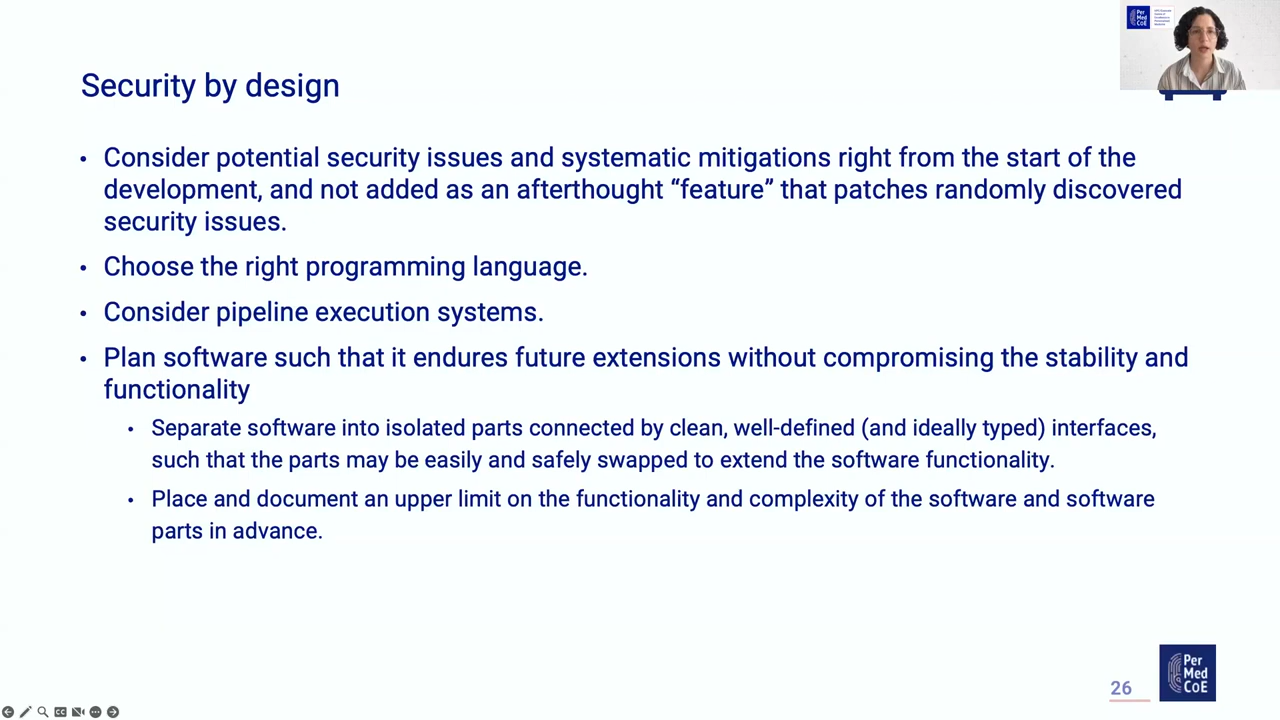 Per
Med
CoE
Security by design
• Consider potential security issues and systematic mitigations right from the start of the
development, and not added as an afterthought “feature” that patches randomly discovered
security issues.
• Choose the right programming language.
• Consider pipeline execution systems.
• Plan software such that it endures future extensions without compromising the stability and
functionality
• Separate software into isolated parts connected by clean, well-defined (and ideally typed) interfaces,
such that the parts may be easily and safely swapped to extend the software functionality.
• Place and document an upper limit on the functionality and complexity of the software and software
parts in advance.
26
Per
Med
CoE
CC